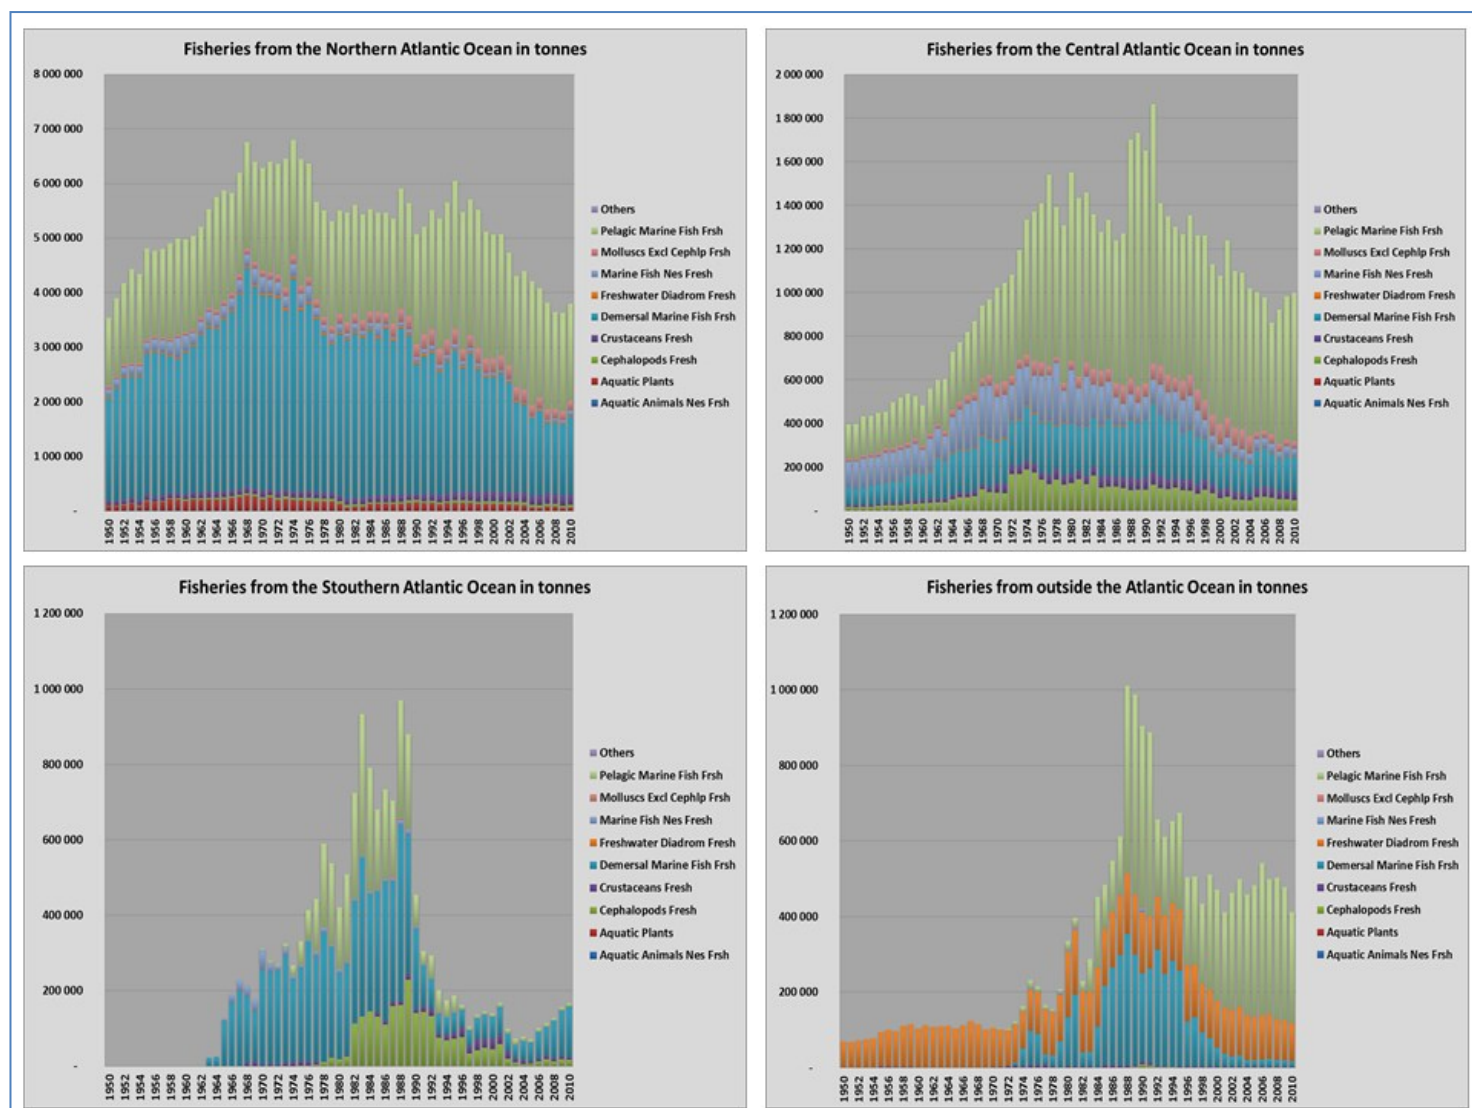 Fisheries from the Northern Atlantic Ocean in tonnes
8 000 000
7 000 000
6 000 000
5 000 000
4 000 000
3 000 000
2 000 000
1 000 000
-
1950 1952 1954 1956 1958 1960 1962 1964 1966 1968 1970 1972 1974 1976 1978 1980 1982 1984 1986 1988 1990 1992 1994 1996 1998 2000 2002 2004 2006 2008 2010
Others
Pelagic Marine Fish Frsh
Molluscs Excl Cephlp Frsh
Marine Fish Nes Fresh
Freshwater Diadrom Fresh
Demersal Marine Fish Frsh
Crustaceans Fresh
Cephalopods Fresh
Aquatic Plants
Aquatic Animals Nes Frsh
Fisheries from the Central Atlantic Ocean in tonnes
2 000 000
1 800 000
1 600 000
1 400 000
1 200 000
1 000 000
800 000
600 000
400 000
200 000
-
1950 1952 1954 1956 1958 1960 1962 1964 1966 1968 1970 1972 1974 1976 1978 1980 1982 1984 1986 1988 1990 1992 1994 1996 1998 2000 2002 2004 2006 2008 2010
Others
Pelagic Marine Fish Frsh
Molluscs Excl Cephlp Frsh
Marine Fish Nes Fresh
Freshwater Diadrom Fresh
Demersal Marine Fish Frsh
Crustaceans Fresh
Cephalopods Fresh
Aquatic Plants
Aquatic Animals Nes Frsh
Fisheries from the Stouthern Atlantic Ocean in tonnes
1 200 000
1 000 000
800 000
600 000
400 000
200 000
-
1950 1952 1954 1956 1958 1960 1962 1964 1966 1968 1970 1972 1974 1976 1978 1980 1982 1984 1986 1988 1990 1992 1994 1996 1998 2000 2002 2004 2006 2008 2010
Others
Pelagic Marine Fish Frsh
Molluscs Excl Cephlp Frsh
Marine Fish Nes Fresh
Freshwater Diadrom Fresh
Demersal Marine Fish Frsh
Crustaceans Fresh
Cephalopods Fresh
Aquatic Plants
Aquatic Animals Nes Frsh
Fisheries from outside the Atlantic Ocean in tonnes
1 200 000
1 000 000
800 000
600 000
400 000
200 000
-
1950 1952 1954 1956 1958 1960 1962 1964 1966 1968 1970 1972 1974 1976 1978 1980 1982 1984 1986 1988 1990 1992 1994 1996 1998 2000 2002 2004 2006 2008 2010
Others
Pelagic Marine Fish Frsh
Molluscs Excl Cephlp Frsh
Marine Fish Nes Fresh
Freshwater Diadrom Fresh
Demersal Marine Fish Frsh
Crustaceans Fresh
Cephalopods Fresh
Aquatic Plants
Aquatic Animals Nes Frsh